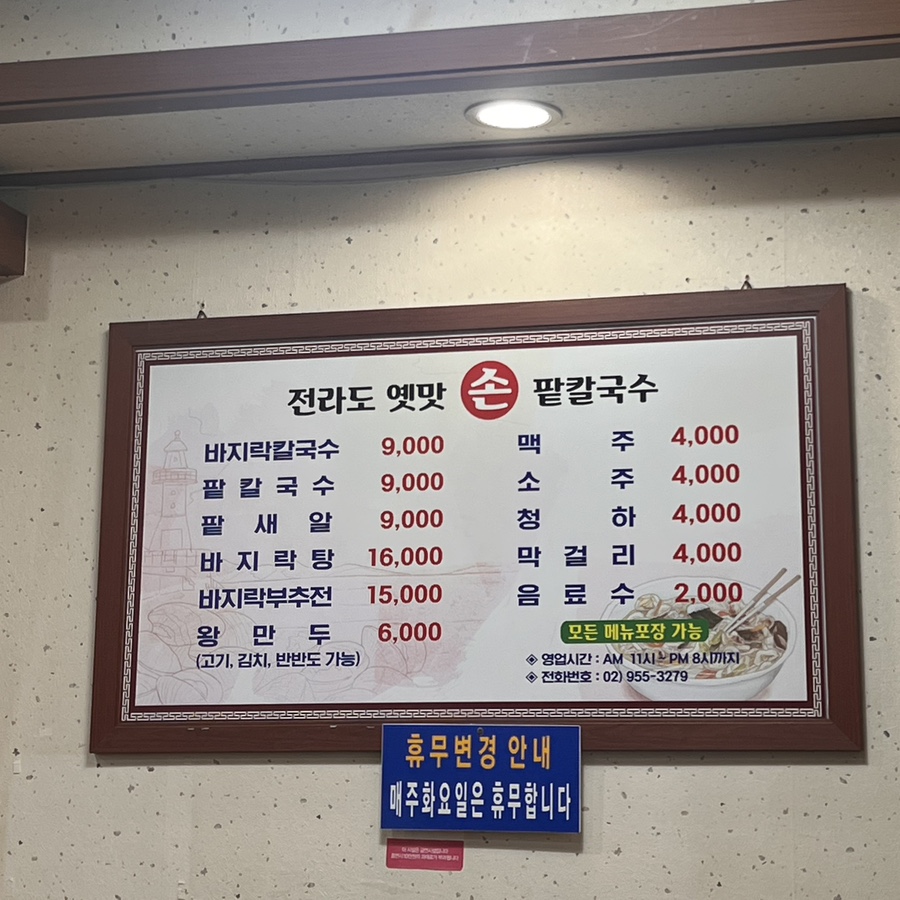 전라도 옛맛 손 팥칼국수
바지락칼국수 9,000
팥칼국수 9,000
팥새알 9,000
바지락탕 16,000
바지락부추전 15,000
왕만두 6,000
(고기, 김치, 반반도 가능)
맥주 4,000
소주 4,000
청하 4,000
막걸리 4,000
음료수 2,000
모든 메뉴포장 가능
◈ 영업시간 : AM 11시 ~ PM 8시까지
◈ 전화번호 : 02) 955-3279
휴무변경 안내
매주화요일은 휴무합니다